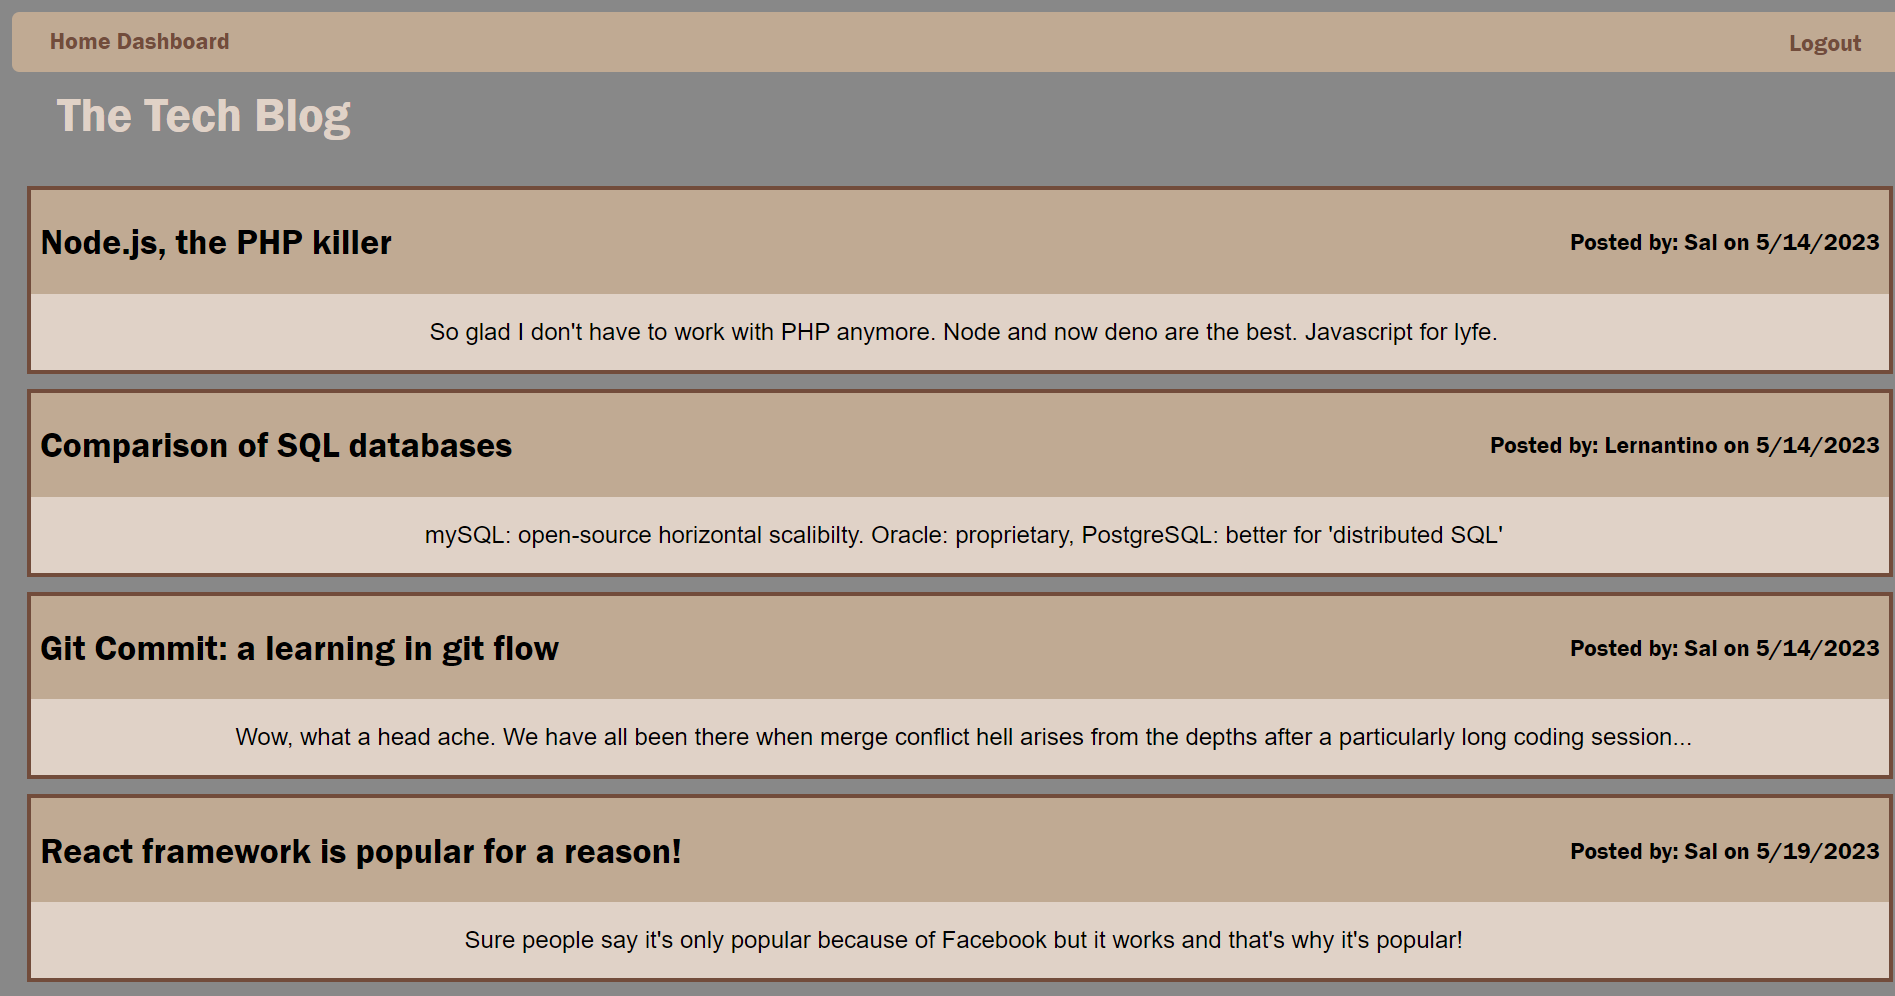 Home Dashboard Logout
The Tech Blog
Node.js, the PHP killer Posted by: Sal on 5/14/2023
So glad I don't have to work with PHP anymore. Node and now deno are the best. Javascript for lyfe.
Comparison of SQL databases Posted by: Lernantino on 5/14/2023
mySQL: open-source horizontal scalibilty. Oracle: proprietary, PostgreSQL: better for 'distributed SQL'
Git Commit: a learning in git flow Posted by: Sal on 5/14/2023
Wow, what a head ache. We have all been there when merge conflict hell arises from the depths after a particularly long coding session...
React framework is popular for a reason! Posted by: Sal on 5/19/2023
Sure people say it's only popular because of Facebook but it works and that's why it's popular!